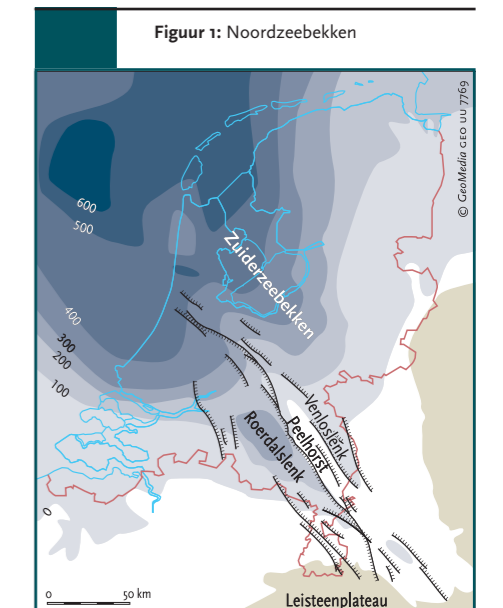 Figuur 1: Noordzeebekken
© GeoMedia GEO UU 7769
600
500
Zuiderzeebekken
400
300
200
100
Venloslenk
Peelhorst
Roerdalslenk
0
0 50 km
Leisteenplateau